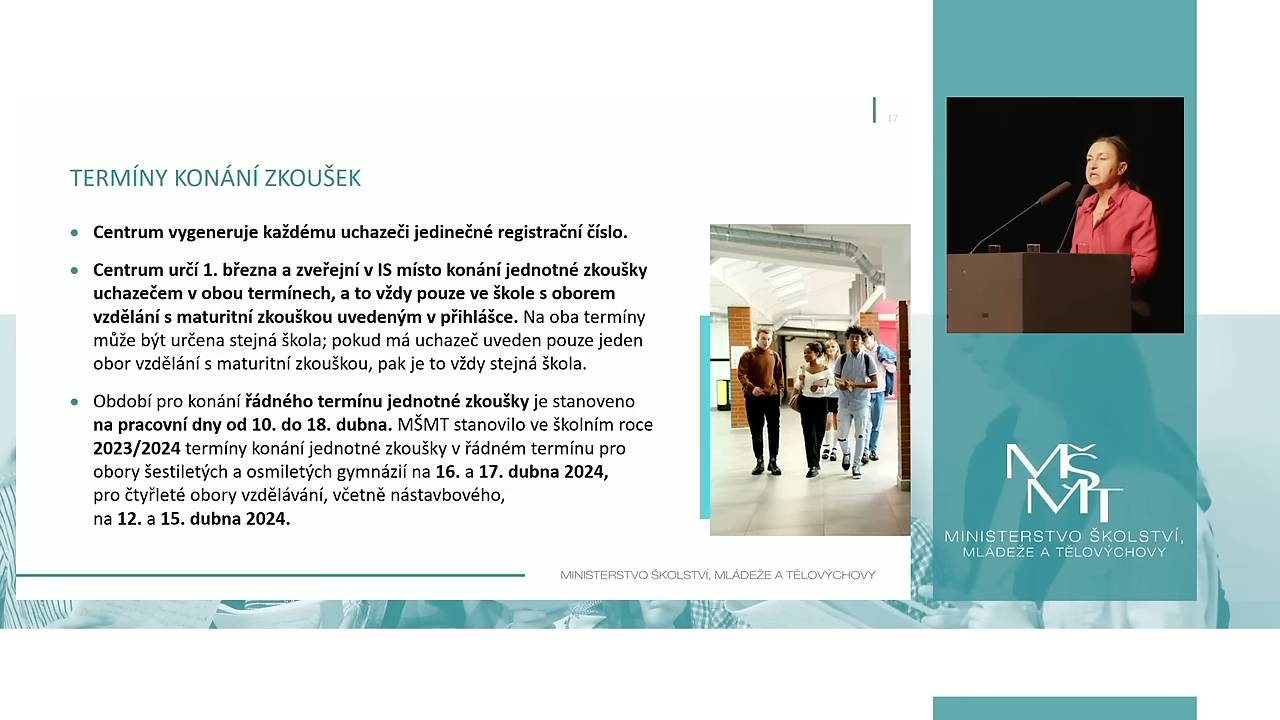 17
TERMÍNY KONÁNÍ ZKOUŠEK
• Centrum vygeneruje každému uchazeči jedinečné registrační číslo.
• Centrum určí 1. března a zveřejní v IS místo konání jednotné zkoušky
uchazečem v obou termínech, a to vždy pouze ve škole s oborem
vzdělání s maturitní zkouškou uvedeným v přihlášce. Na oba termíny
může být určena stejná škola; pokud má uchazeč uveden pouze jeden
obor vzdělání s maturitní zkouškou, pak je to vždy stejná škola.
• Období pro konání řádného termínu jednotné zkoušky je stanoveno
na pracovní dny od 10. do 18. dubna. MŠMT stanovilo ve školním roce
2023/2024 termíny konání jednotné zkoušky v řádném termínu pro
obory šestiletých a osmiletých gymnázií na 16. a 17. dubna 2024,
pro čtyřleté obory vzdělávání, včetně nástavbového,
na 12. a 15. dubna 2024.
MINISTERSTVO ŠKOLSTVÍ, MLÁDEŽE A TĚLOVÝCHOVY
MŠ
MT
MINISTERSTVO ŠKOLSTVÍ,
MLÁDEŽE A TĚLOVÝCHOVY